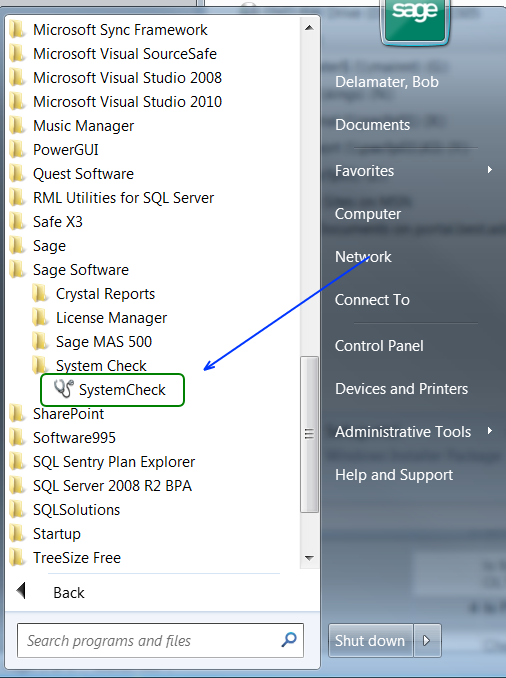 sage
Microsoft Sync Framework
Microsoft Visual SourceSafe
Microsoft Visual Studio 2008
Microsoft Visual Studio 2010
Music Manager
PowerGUI
Quest Software
RML Utilities for SQL Server
Safe X3
Sage
Sage Software
Crystal Reports
License Manager
Sage MAS 500
System Check
SystemCheck
SharePoint
Software995
SQL Sentry Plan Explorer
SQL Server 2008 R2 BPA
SQLSolutions
Startup
TreeSize Free
Back
Search programs and files
Delamater, Bob
Documents
Favorites
Computer
Network
Connect To
Control Panel
Devices and Printers
Administrative Tools
Help and Support
Shut down